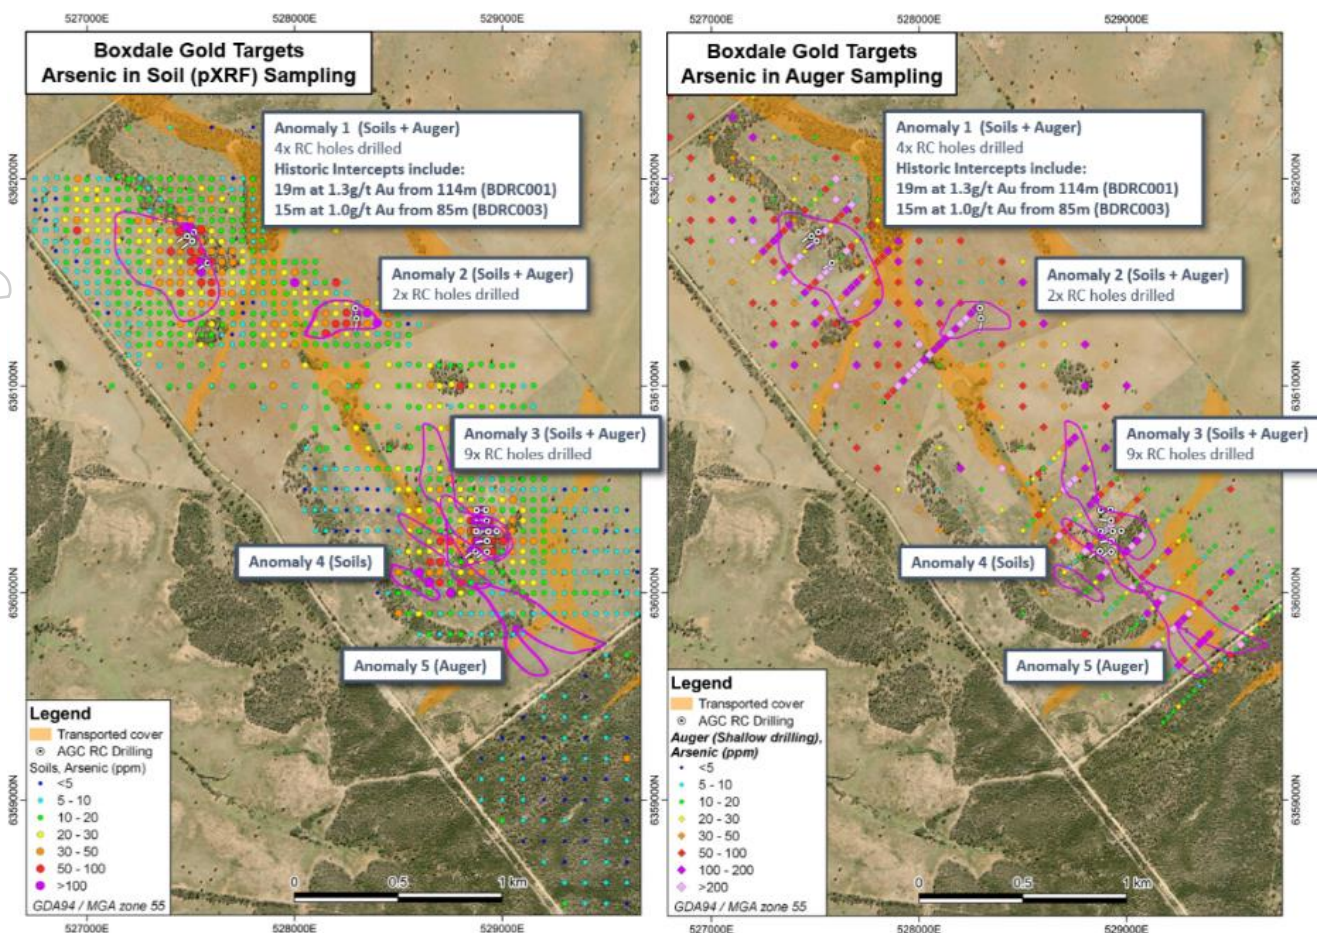 527000E
528000E
529000E
Boxdale Gold Targets
Arsenic in Soil (pXRF) Sampling
Anomaly 1 (Soils + Auger)
4x RC holes drilled
Historic Intercepts include:
19m at 1.3g/t Au from 114m (BDRC001)
15m at 1.0g/t Au from 85m (BDRC003)
6362000N
Anomaly 2 (Soils + Auger)
2x RC holes drilled
6361000N
Anomaly 3 (Soils + Auger)
9x RC holes drilled
Anomaly 4 (Soils)
6360000N
Anomaly 5 (Auger)
6359000N
Legend
Transported cover
AGC RC Drilling
Soils, Arsenic (ppm)
<5
5 - 10
10 - 20
20 - 30
30 - 50
50 - 100
>100
GDA94 / MGA zone 55
0 0.5 1 km
527000E
528000E
529000E
527000E
528000E
529000E
Boxdale Gold Targets
Arsenic in Auger Sampling
Anomaly 1 (Soils + Auger)
4x RC holes drilled
Historic Intercepts include:
19m at 1.3g/t Au from 114m (BDRC001)
15m at 1.0g/t Au from 85m (BDRC003)
6362000N
Anomaly 2 (Soils + Auger)
2x RC holes drilled
6361000N
Anomaly 3 (Soils + Auger)
9x RC holes drilled
Anomaly 4 (Soils)
6360000N
Anomaly 5 (Auger)
6359000N
Legend
Transported cover
AGC RC Drilling
Auger (Shallow drilling),
Arsenic (ppm)
<5
5 - 10
10 - 20
20 - 30
30 - 50
50 - 100
100 - 200
>200
GDA94 / MGA zone 55
0 0.5 1 km
527000E
528000E
529000E
6362000N
6361000N
6360000N
6359000N